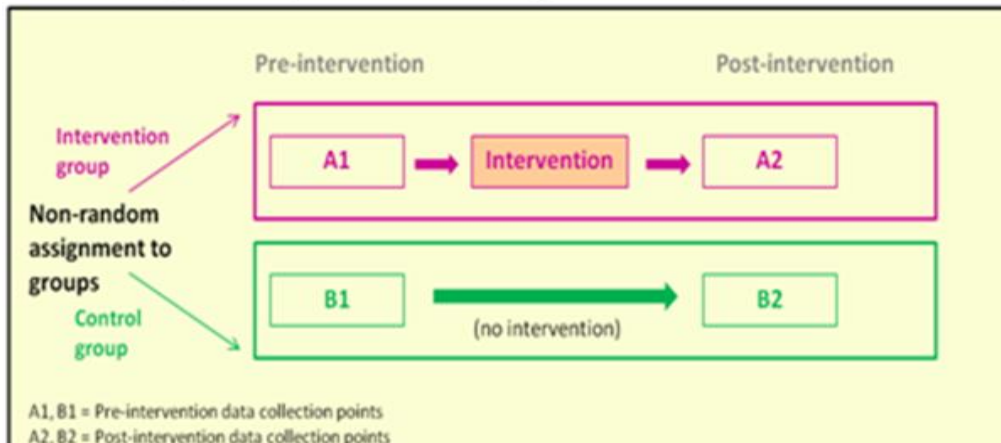 Pre-intervention
Post-intervention
Intervention
group
A1
Intervention
A2
Non-random
assignment to
groups
B1
(no intervention)
B2
Control
group
A1, B1 = Pre-intervention data collection points
A2, B2 = Post-intervention data collection points